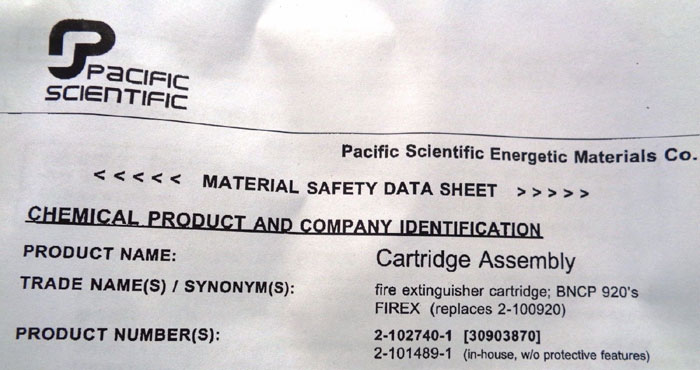 PACIFIC
SCIENTIFIC
Pacific Scientific Energetic Materials Co.
< < < < < MATERIAL SAFETY DATA SHEET > > > > >
CHEMICAL PRODUCT AND COMPANY IDENTIFICATION
PRODUCT NAME: Cartridge Assembly
TRADE NAME(S) / SYNONYM(S): fire extinguisher cartridge; BNCP 920's
FIREX (replaces 2-100920)
PRODUCT NUMBER(S): 2-102740-1 [30903870]
2-101489-1 (in-house, w/o protective features)